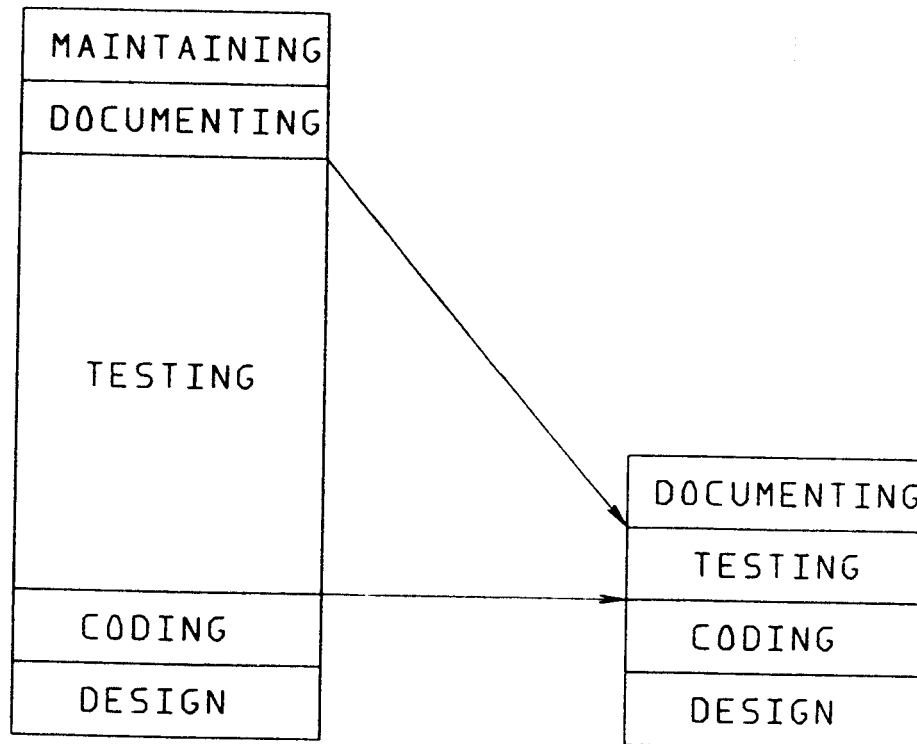 MAINTAINING
DOCUMENTING
TESTING
CODING
DESIGN
DOCUMENTING
TESTING
CODING
DESIGN